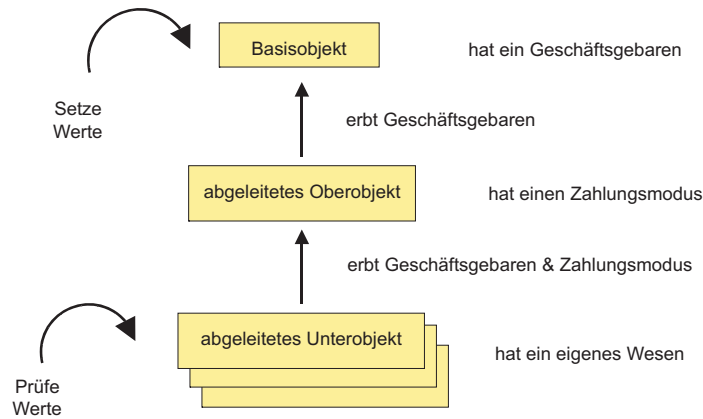 Basisobjekt
hat ein Geschäftsgebaren
Setze
Werte
erbt Geschäftsgebaren
abgeleitetes Oberobjekt
hat einen Zahlungsmodus
erbt Geschäftsgebaren & Zahlungsmodus
abgeleitetes Unterobjekt
hat ein eigenes Wesen
Prüfe
Werte